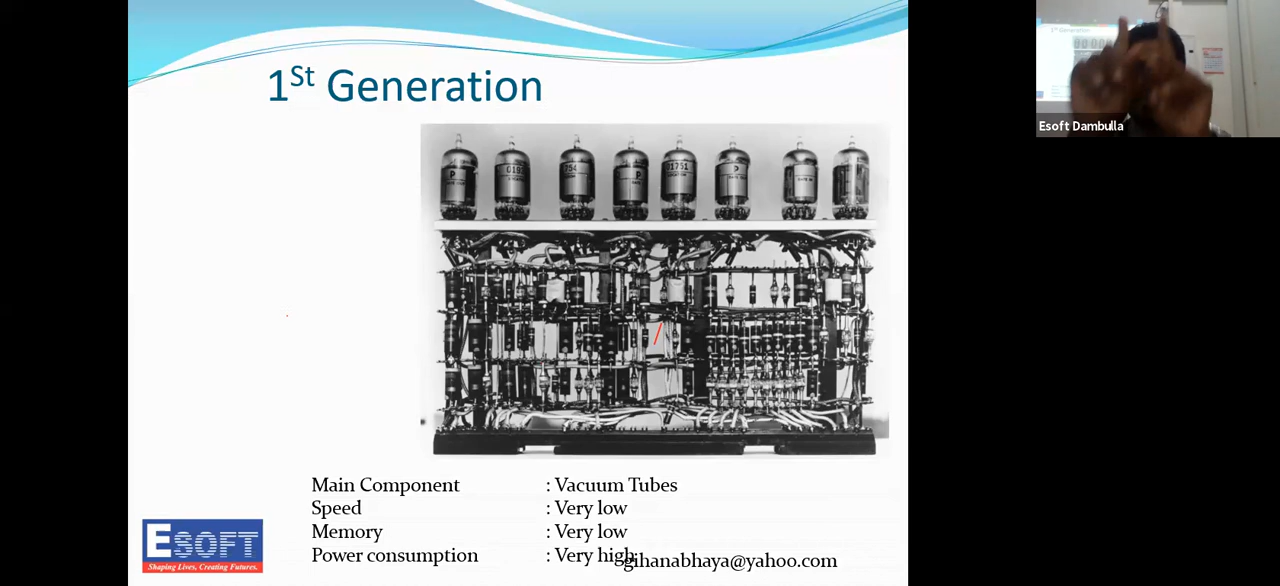 1St Generation
Esoft Dambulla
P
P
P
Main Component : Vacuum Tubes
Speed : Very low
Memory : Very low
Power consumption : Very high
gihanabhaya@yahoo.com
ESOFT
Shaping Lives, Creating Futures.